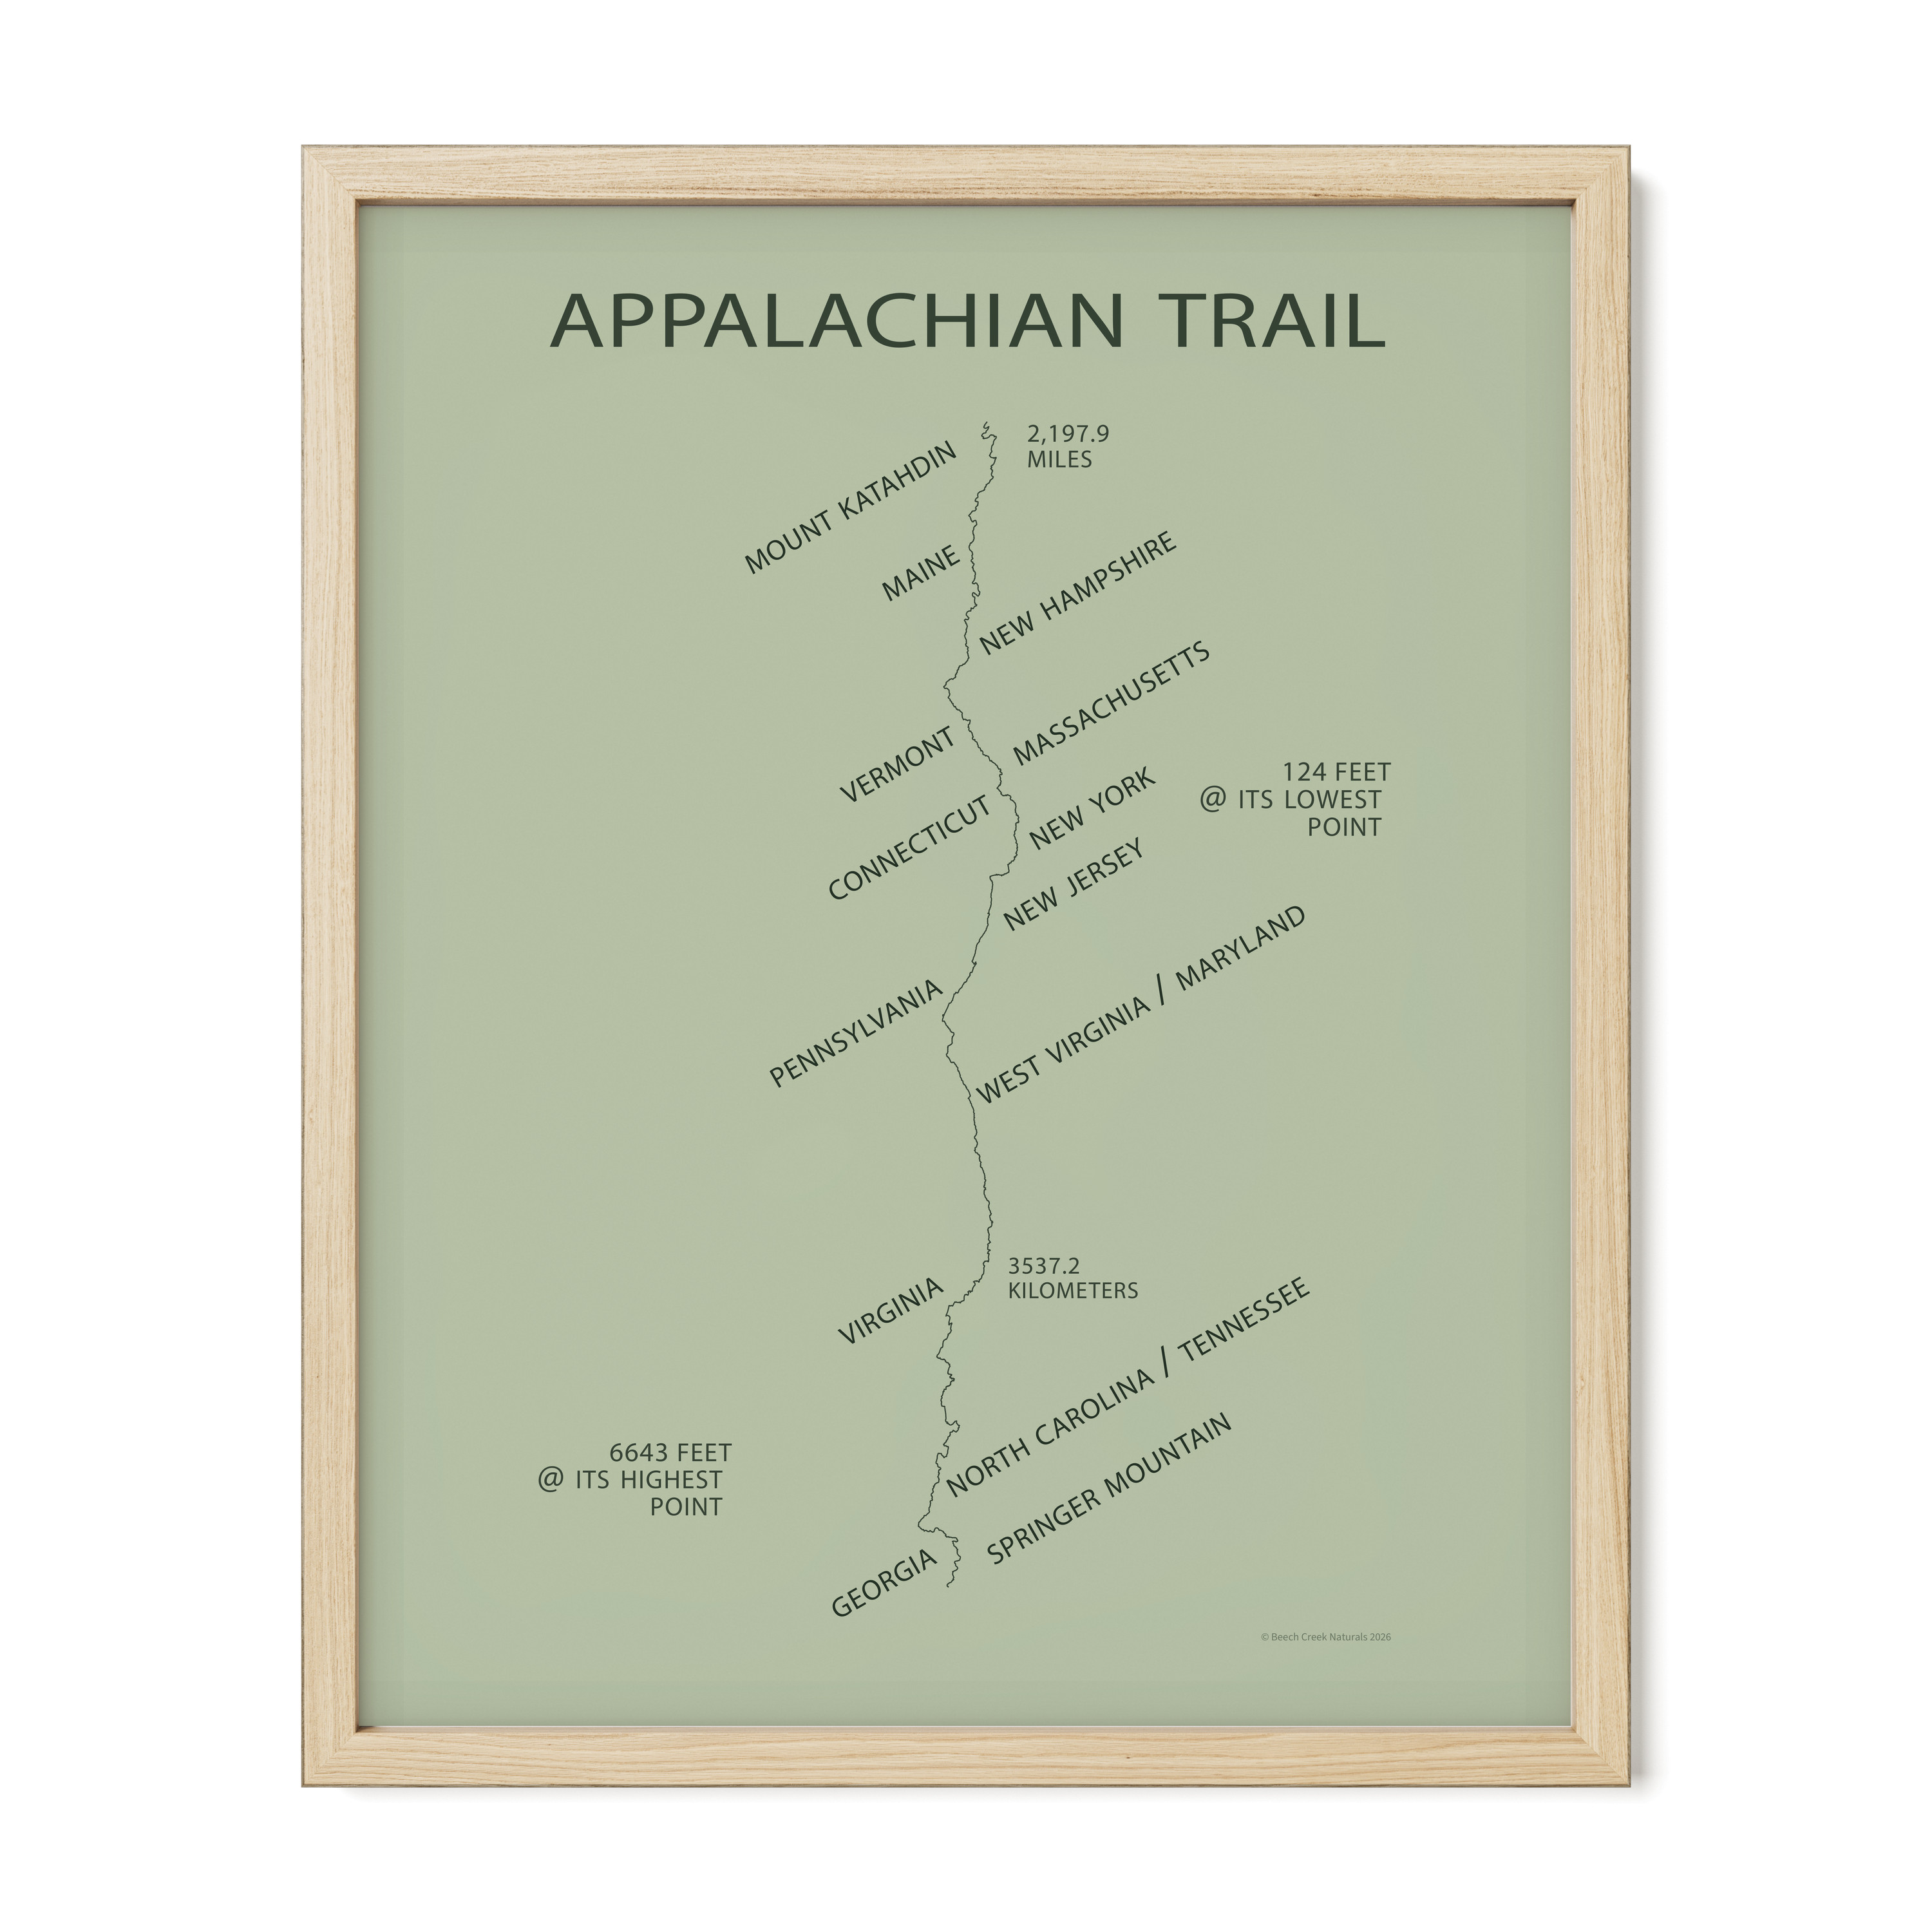 APPALACHIAN TRAIL
2,197.9
MILES
MOUNT KATAHDIN
MAINE
NEW HAMPSHIRE
MASSACHUSETTS
VERMONT
124 FEET
@ ITS LOWEST
POINT
NEW YORK
CONNECTICUT
NEW JERSEY
WEST VIRGINIA / MARYLAND
PENNSYLVANIA
3537.2
KILOMETERS
VIRGINIA
NORTH CAROLINA / TENNESSEE
6643 FEET
@ ITS HIGHEST
POINT
SPRINGER MOUNTAIN
GEORGIA
© Beech Creek Naturals 2026